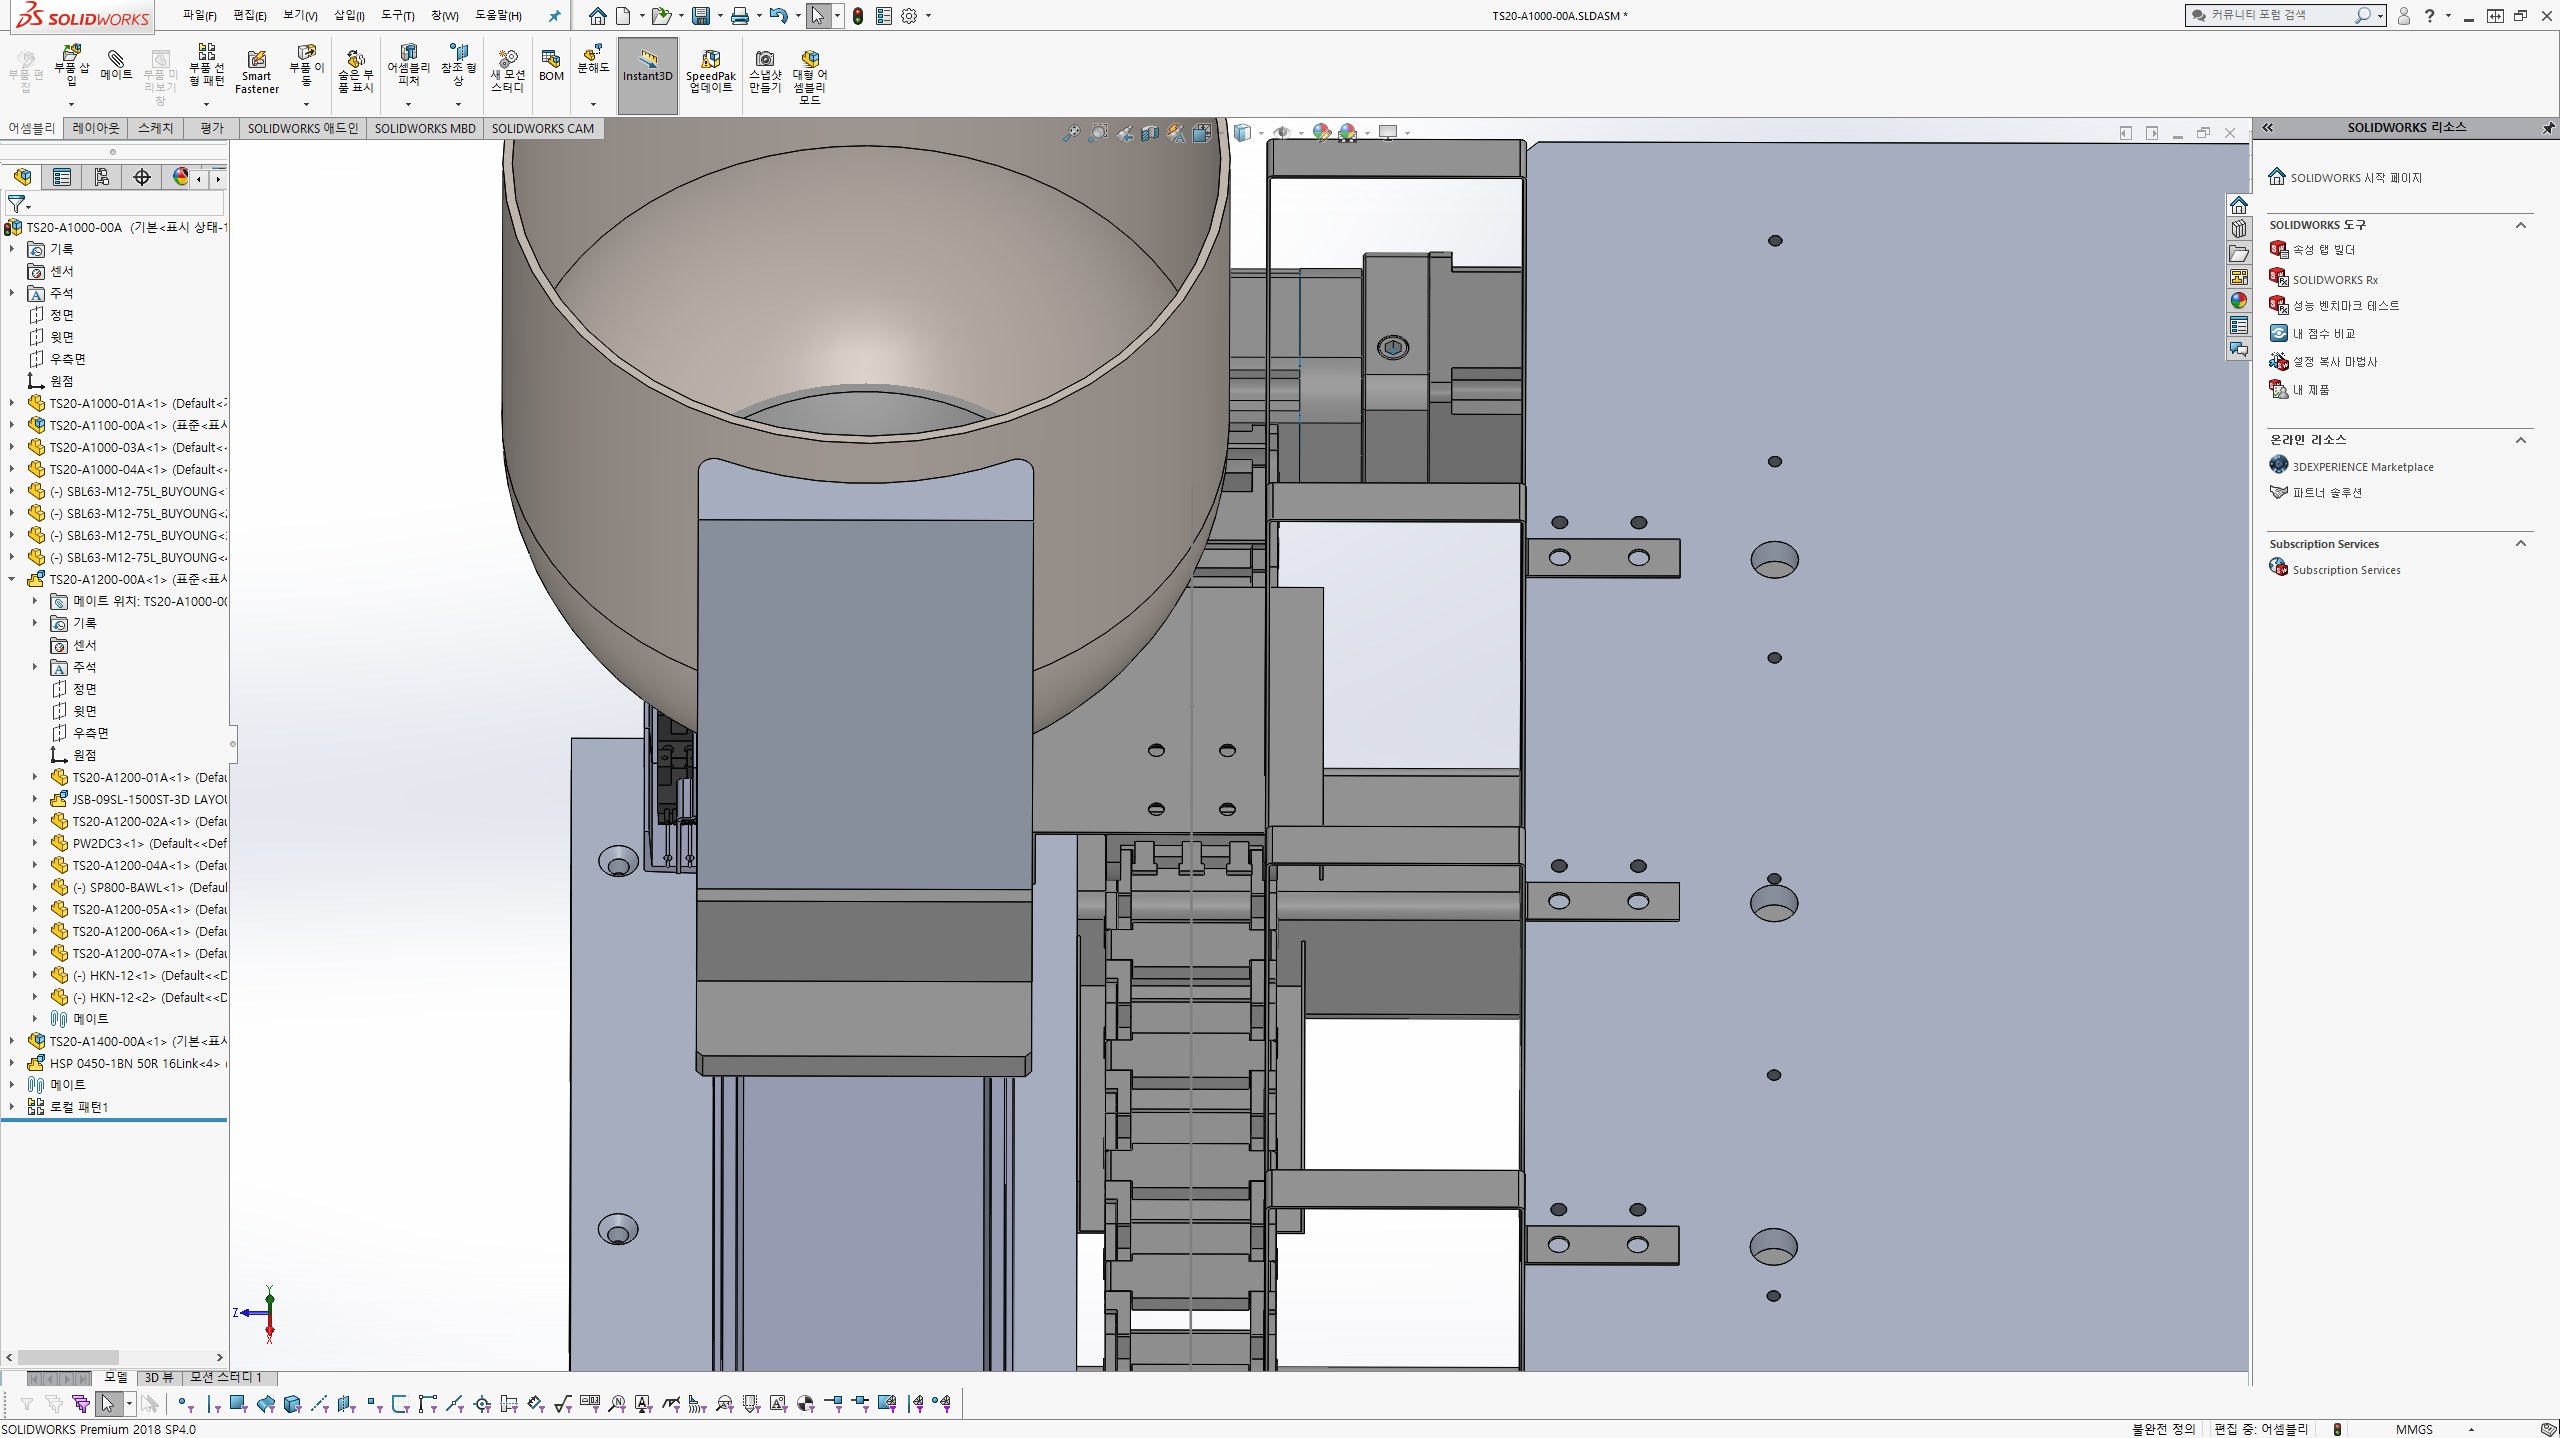 SOLIDWORKS
파일(F) 편집(E) 보기(V) 삽입(I) 도구(T) 창(W) 도움말(H)
TS20-A1000-00A.SLDASM *
커뮤니티 포럼 검색
부품 편집
부품 삽입
메이트
부품 미리보기 창
부품 선형 패턴
Smart Fastener
부품 이동
숨은 부품 표시
어셈블리 피처
참조 형상
새 모션 스터디
BOM
분해도
Instant3D
SpeedPak 업데이트
스냅샷 만들기
대형 어셈블리 모드
어셈블리 레이아웃 스케치 평가 SOLIDWORKS 애드인 SOLIDWORKS MBD SOLIDWORKS CAM
TS20-A1000-00A (기본<표시 상태-1
기록
센서
주석
정면
윗면
우측면
원점
TS20-A1000-01A<1> (Default<
TS20-A1100-00A<1> (표준<표시
TS20-A1000-03A<1> (Default<
TS20-A1000-04A<1> (Default<
(-) SBL63-M12-75L_BUYOUNG<
(-) SBL63-M12-75L_BUYOUNG<
(-) SBL63-M12-75L_BUYOUNG<
(-) SBL63-M12-75L_BUYOUNG<
TS20-A1200-00A<1> (표준<표시
메이트 위치: TS20-A1000-00
기록
센서
주석
정면
윗면
우측면
원점
TS20-A1200-01A<1> (Defau
JSB-09SL-1500ST-3D LAYOU
TS20-A1200-02A<1> (Defau
PW2DC3<1> (Default<<Def
TS20-A1200-04A<1> (Defau
(-) SP800-BAWL<1> (Defaul
TS20-A1200-05A<1> (Defau
TS20-A1200-06A<1> (Defau
TS20-A1200-07A<1> (Defau
(-) HKN-12<1> (Default<<D
(-) HKN-12<2> (Default<<D
메이트
TS20-A1400-00A<1> (기본<표시
HSP 0450-1BN 50R 16Link<4> (
메이트
로컬 패턴1
Y
Z
X
SOLIDWORKS 리소스
SOLIDWORKS 시작 페이지
SOLIDWORKS 도구
속성 탭 빌더
SOLIDWORKS Rx
성능 벤치마크 테스트
내 점수 비교
설정 복사 마법사
내 제품
온라인 리소스
3DEXPERIENCE Marketplace
파트너 솔루션
Subscription Services
Subscription Services
모델 3D 뷰 모션 스터디 1
SOLIDWORKS Premium 2018 SP4.0
불완전 정의 편집 중: 어셈블리 MMGS